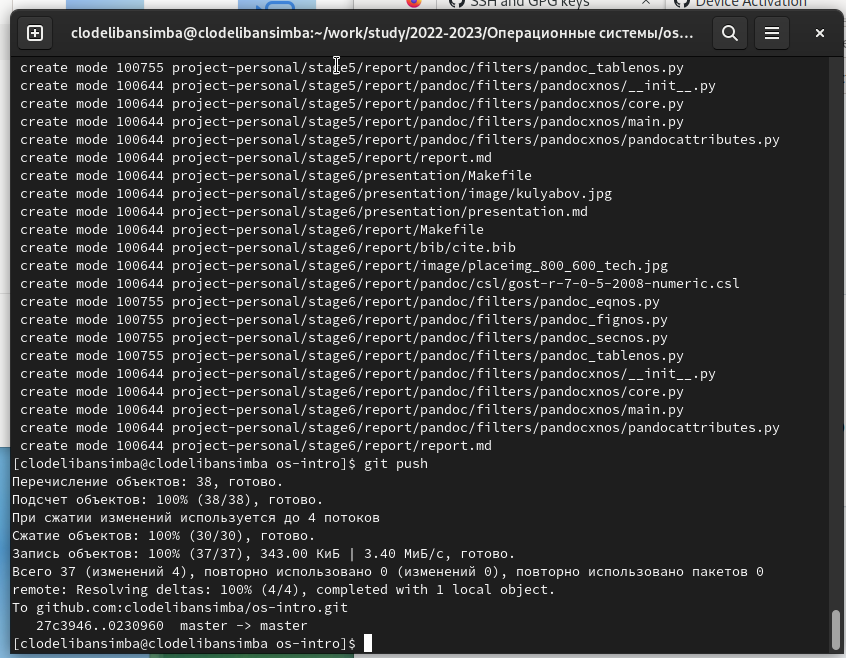 SSH and GPG keys
Device Activation
clodelibansimba@clodelibansimba:~/work/study/2022-2023/Операционные системы/os...
create mode 100755 project-personal/stage5/report/pandoc/filters/pandoc_tablenos.py
create mode 100644 project-personal/stage5/report/pandoc/filters/pandocxnos/__init__.py
create mode 100644 project-personal/stage5/report/pandoc/filters/pandocxnos/core.py
create mode 100644 project-personal/stage5/report/pandoc/filters/pandocxnos/main.py
create mode 100644 project-personal/stage5/report/pandoc/filters/pandocxnos/pandocattributes.py
create mode 100644 project-personal/stage5/report/report.md
create mode 100644 project-personal/stage6/presentation/Makefile
create mode 100644 project-personal/stage6/presentation/image/kulyabov.jpg
create mode 100644 project-personal/stage6/presentation/presentation.md
create mode 100644 project-personal/stage6/report/Makefile
create mode 100644 project-personal/stage6/report/bib/cite.bib
create mode 100644 project-personal/stage6/report/image/placeimg_800_600_tech.jpg
create mode 100644 project-personal/stage6/report/pandoc/csl/gost-r-7-0-5-2008-numeric.csl
create mode 100755 project-personal/stage6/report/pandoc/filters/pandoc_eqnos.py
create mode 100755 project-personal/stage6/report/pandoc/filters/pandoc_fignos.py
create mode 100755 project-personal/stage6/report/pandoc/filters/pandoc_secnos.py
create mode 100755 project-personal/stage6/report/pandoc/filters/pandoc_tablenos.py
create mode 100644 project-personal/stage6/report/pandoc/filters/pandocxnos/__init__.py
create mode 100644 project-personal/stage6/report/pandoc/filters/pandocxnos/core.py
create mode 100644 project-personal/stage6/report/pandoc/filters/pandocxnos/main.py
create mode 100644 project-personal/stage6/report/pandoc/filters/pandocxnos/pandocattributes.py
create mode 100644 project-personal/stage6/report/report.md
[clodelibansimba@clodelibansimba os-intro]$ git push
Перечисление объектов: 38, готово.
Подсчет объектов: 100% (38/38), готово.
При сжатии изменений используется до 4 потоков
Сжатие объектов: 100% (30/30), готово.
Запись объектов: 100% (37/37), 343.00 КиБ | 3.40 МиБ/с, готово.
Всего 37 (изменений 4), повторно использовано 0 (изменений 0), повторно использовано пакетов 0
remote: Resolving deltas: 100% (4/4), completed with 1 local object.
To github.com:clodelibansimba/os-intro.git
27c3946..0230960 master -> master
[clodelibansimba@clodelibansimba os-intro]$